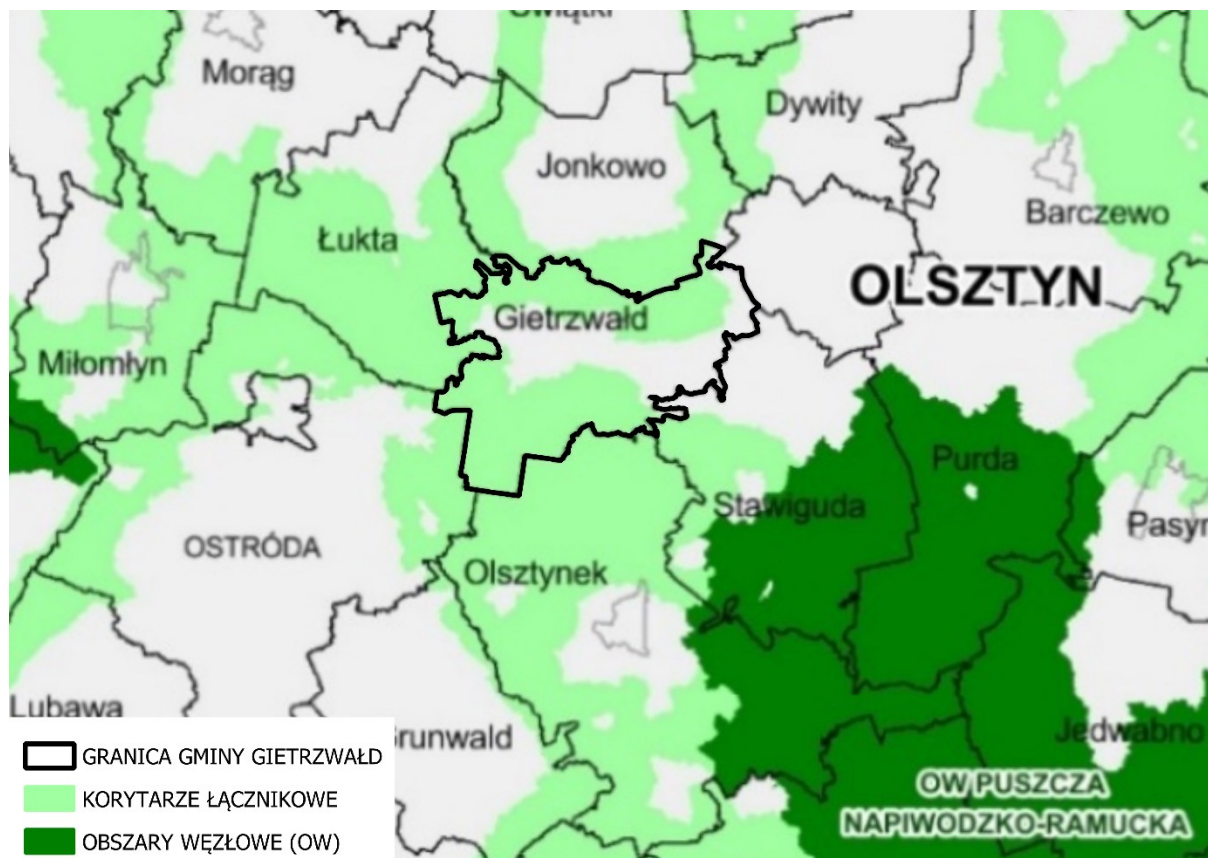 Morąg
Dywity
Jonkowo
Barczewo
Łukta
OLSZTYN
Gietrzwałd
Miłomłyn
Purda
Stawiguda
Pasyn
OSTRÓDA
Olsztynek
Lubawa
Grunwald
Jedwabno
OW PUSZCZA
NAPIWODZKO-RAMUCKA
GRANICA GMINY GIETRZWAŁD
KORYTARZE ŁĄCZNIKOWE
OBSZARY WĘZŁOWE (OW)